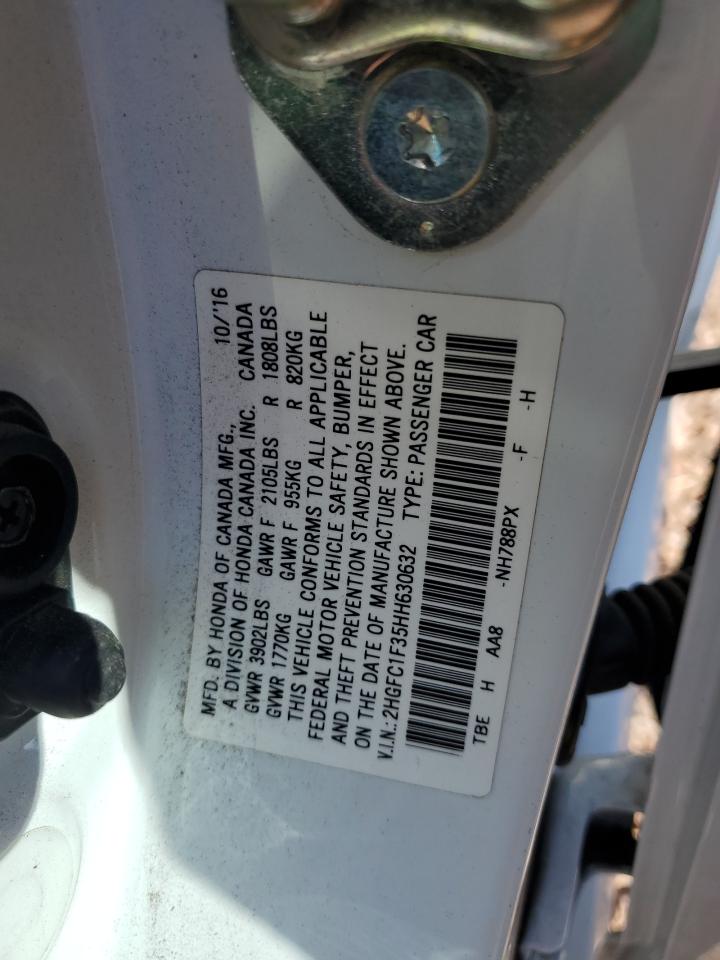 MFD. BY HONDA OF CANADA MFG., 10/'16
A DIVISION OF HONDA CANADA INC. CANADA
GVWR 3902LBS GAWR F 2105LBS R 1808LBS
GVWR 1770KG GAWR F 955KG R 820KG
THIS VEHICLE CONFORMS TO ALL APPLICABLE
FEDERAL MOTOR VEHICLE SAFETY, BUMPER,
AND THEFT PREVENTION STANDARDS IN EFFECT
ON THE DATE OF MANUFACTURE SHOWN ABOVE.
V.I.N.: 2HGFC1F35HH630632 TYPE: PASSENGER CAR
TBE H AA8 -NH788PX -F -H